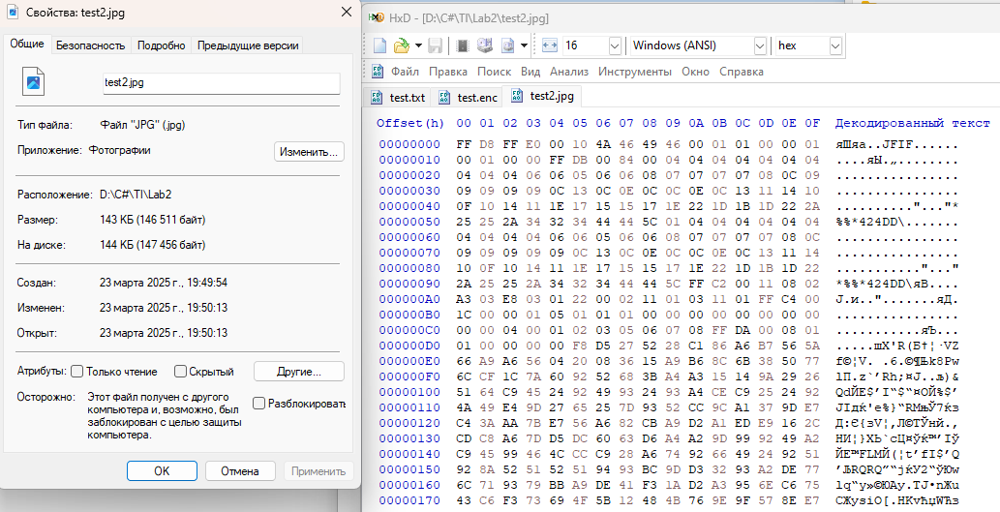 Свойства: test2.jpg
Общие Безопасность Подробно Предыдущие версии
test2.jpg
Тип файла: Файл "JPG" (.jpg)
Приложение: Фотографии Изменить...
Расположение: D:\C#\TI\Lab2
Размер: 143 КБ (146 511 байт)
На диске: 144 КБ (147 456 байт)
Создан: 23 марта 2025 г., 19:49:54
Изменен: 23 марта 2025 г., 19:50:13
Открыт: 23 марта 2025 г., 19:50:13
Атрибуты: Только чтение Скрытый Другие...
Осторожно: Этот файл получен с другого
компьютера и, возможно, был
заблокирован с целью защиты
компьютера.
Разблокировать
OK Отмена Применить
HxD - [D:\C#\TI\Lab2\test2.jpg]
16 Windows (ANSI) hex
Файл Правка Поиск Вид Анализ Инструменты Окно Справка
test.txt test.enc test2.jpg
Offset(h) 00 01 02 03 04 05 06 07 08 09 0A 0B 0C 0D 0E 0F Декодированный текст
00000000 FF D8 FF E0 00 10 4A 46 49 46 00 01 01 00 00 01 яШяа..JFIF......
00000010 00 01 00 00 FF DB 00 84 00 04 04 04 04 04 04 04 ....яЫ.„........
00000020 04 04 04 06 06 05 06 06 08 07 07 07 07 08 0C 09 ................
00000030 09 09 09 09 0C 13 0C 0E 0C 0C 0E 0C 13 11 14 10 ................
00000040 0F 10 14 11 1E 17 15 15 17 1E 22 1D 1B 1D 22 2A .........."..."*
00000050 25 25 2A 34 32 34 44 44 5C 01 04 04 04 04 04 04 %%*424DD\.......
00000060 04 04 04 04 06 06 05 06 06 08 07 07 07 07 08 0C ................
00000070 09 09 09 09 09 0C 13 0C 0E 0C 0C 0E 0C 13 11 14 ................
00000080 10 0F 10 14 11 1E 17 15 15 17 1E 22 1D 1B 1D 22 ..........."..."
00000090 2A 25 25 2A 34 32 34 44 44 5C FF C2 00 11 08 02 *%%*424DD\яВ....
000000A0 A3 03 E8 03 01 22 00 02 11 01 03 11 01 FF C4 00 Ј.и..".......яД.
000000B0 1C 00 00 01 05 01 01 01 00 00 00 00 00 00 00 00 ................
000000C0 00 00 04 00 01 02 03 05 06 07 08 FF DA 00 08 01 ...........яЪ...
000000D0 01 00 00 00 00 F8 D5 27 52 28 C1 86 A6 B7 56 5A .....шХ'R(Б†¦·VZ
000000E0 66 A9 A6 56 04 20 08 36 15 A9 B6 8C 6B 38 50 77 f©¦V. .6.©¶Њk8Pw
000000F0 6C CF 1C 7A 60 92 52 68 3B A4 A3 15 14 9A 29 26 lП.z`’Rh;¤Ј..љ)&
00000100 51 64 C9 45 24 92 49 93 24 93 A4 CE C9 25 24 92 QdЙE$’I“$“¤ОЙ%$’
00000110 4A 49 E4 9D 27 65 25 7D 93 52 CC 9C A1 37 9D E7 JIдќ'e%}“RМњЎ7ќз
00000120 C4 3A AA 7B E7 56 A6 82 CB A9 D2 A1 ED E9 16 2C Д:Є{зV¦‚Л©ТЎнй.,
00000130 CD C8 A6 7D D5 DC 60 63 D6 A4 A2 9D 99 92 49 A2 НИ¦}ХЬ`cЦ¤ўќ™’Iў
00000140 C9 45 99 46 4C CC C9 28 A6 74 92 66 49 24 92 51 ЙE™FLМЙ(¦t’fI$’Q
00000150 92 8A 52 51 52 51 94 93 BC 9D D3 32 93 A2 DE 77 ’ЉRQRQ”“јќУ2“ўЮw
00000160 6C 71 93 79 BB A9 DE 41 F3 1A D2 A3 95 6E C6 75 lq“y»©ЮAу.ТЈ•nЖu
00000170 43 C6 F3 73 69 4F 5B 12 48 4B 76 9E 9F 57 8E E7 CЖуsiO[.HKvћџWЋз